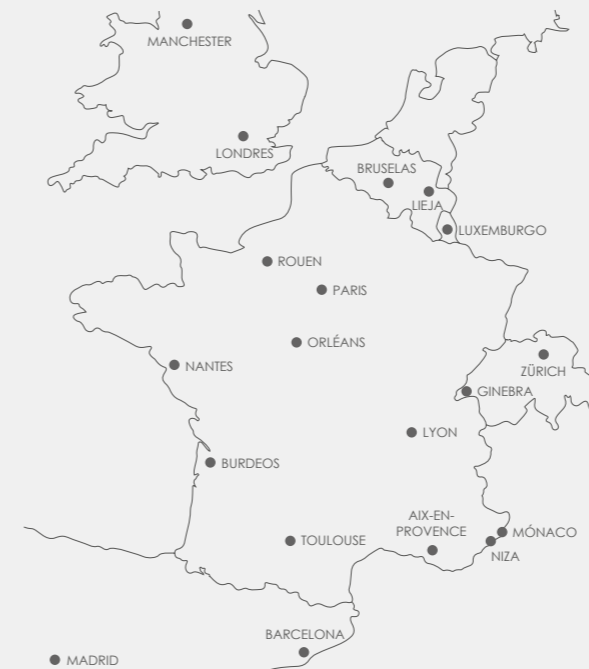 MANCHESTER
LONDRES
BRUSELAS
LIEJA
LUXEMBURGO
ROUEN
PARIS
ORLÉANS
ZÜRICH
NANTES
GINEBRA
LYON
BURDEOS
AIX-EN-
PROVENCE
MÓNACO
TOULOUSE
NIZA
BARCELONA
MADRID